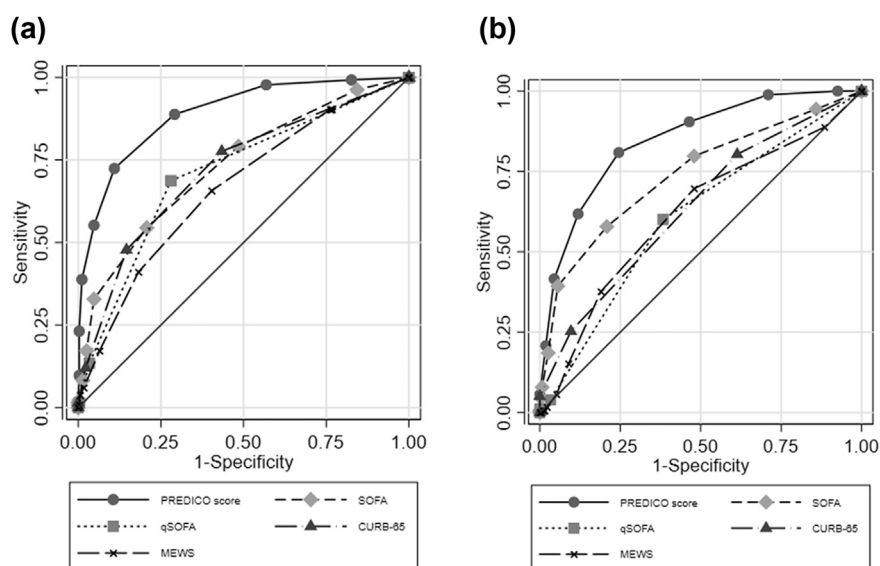 (a)
(b)
1.00
0.75
0.50
0.25
0.00
Sensitivity
0.00 0.25 0.50 0.75 1.00
1-Specificity
PREDICO score SOFA
qSOFA CURB-65
MEWS
1.00
0.75
0.50
0.25
0.00
Sensitivity
0.00 0.25 0.50 0.75 1.00
1-Specificity
PREDICO score SOFA
qSOFA CURB-65
MEWS